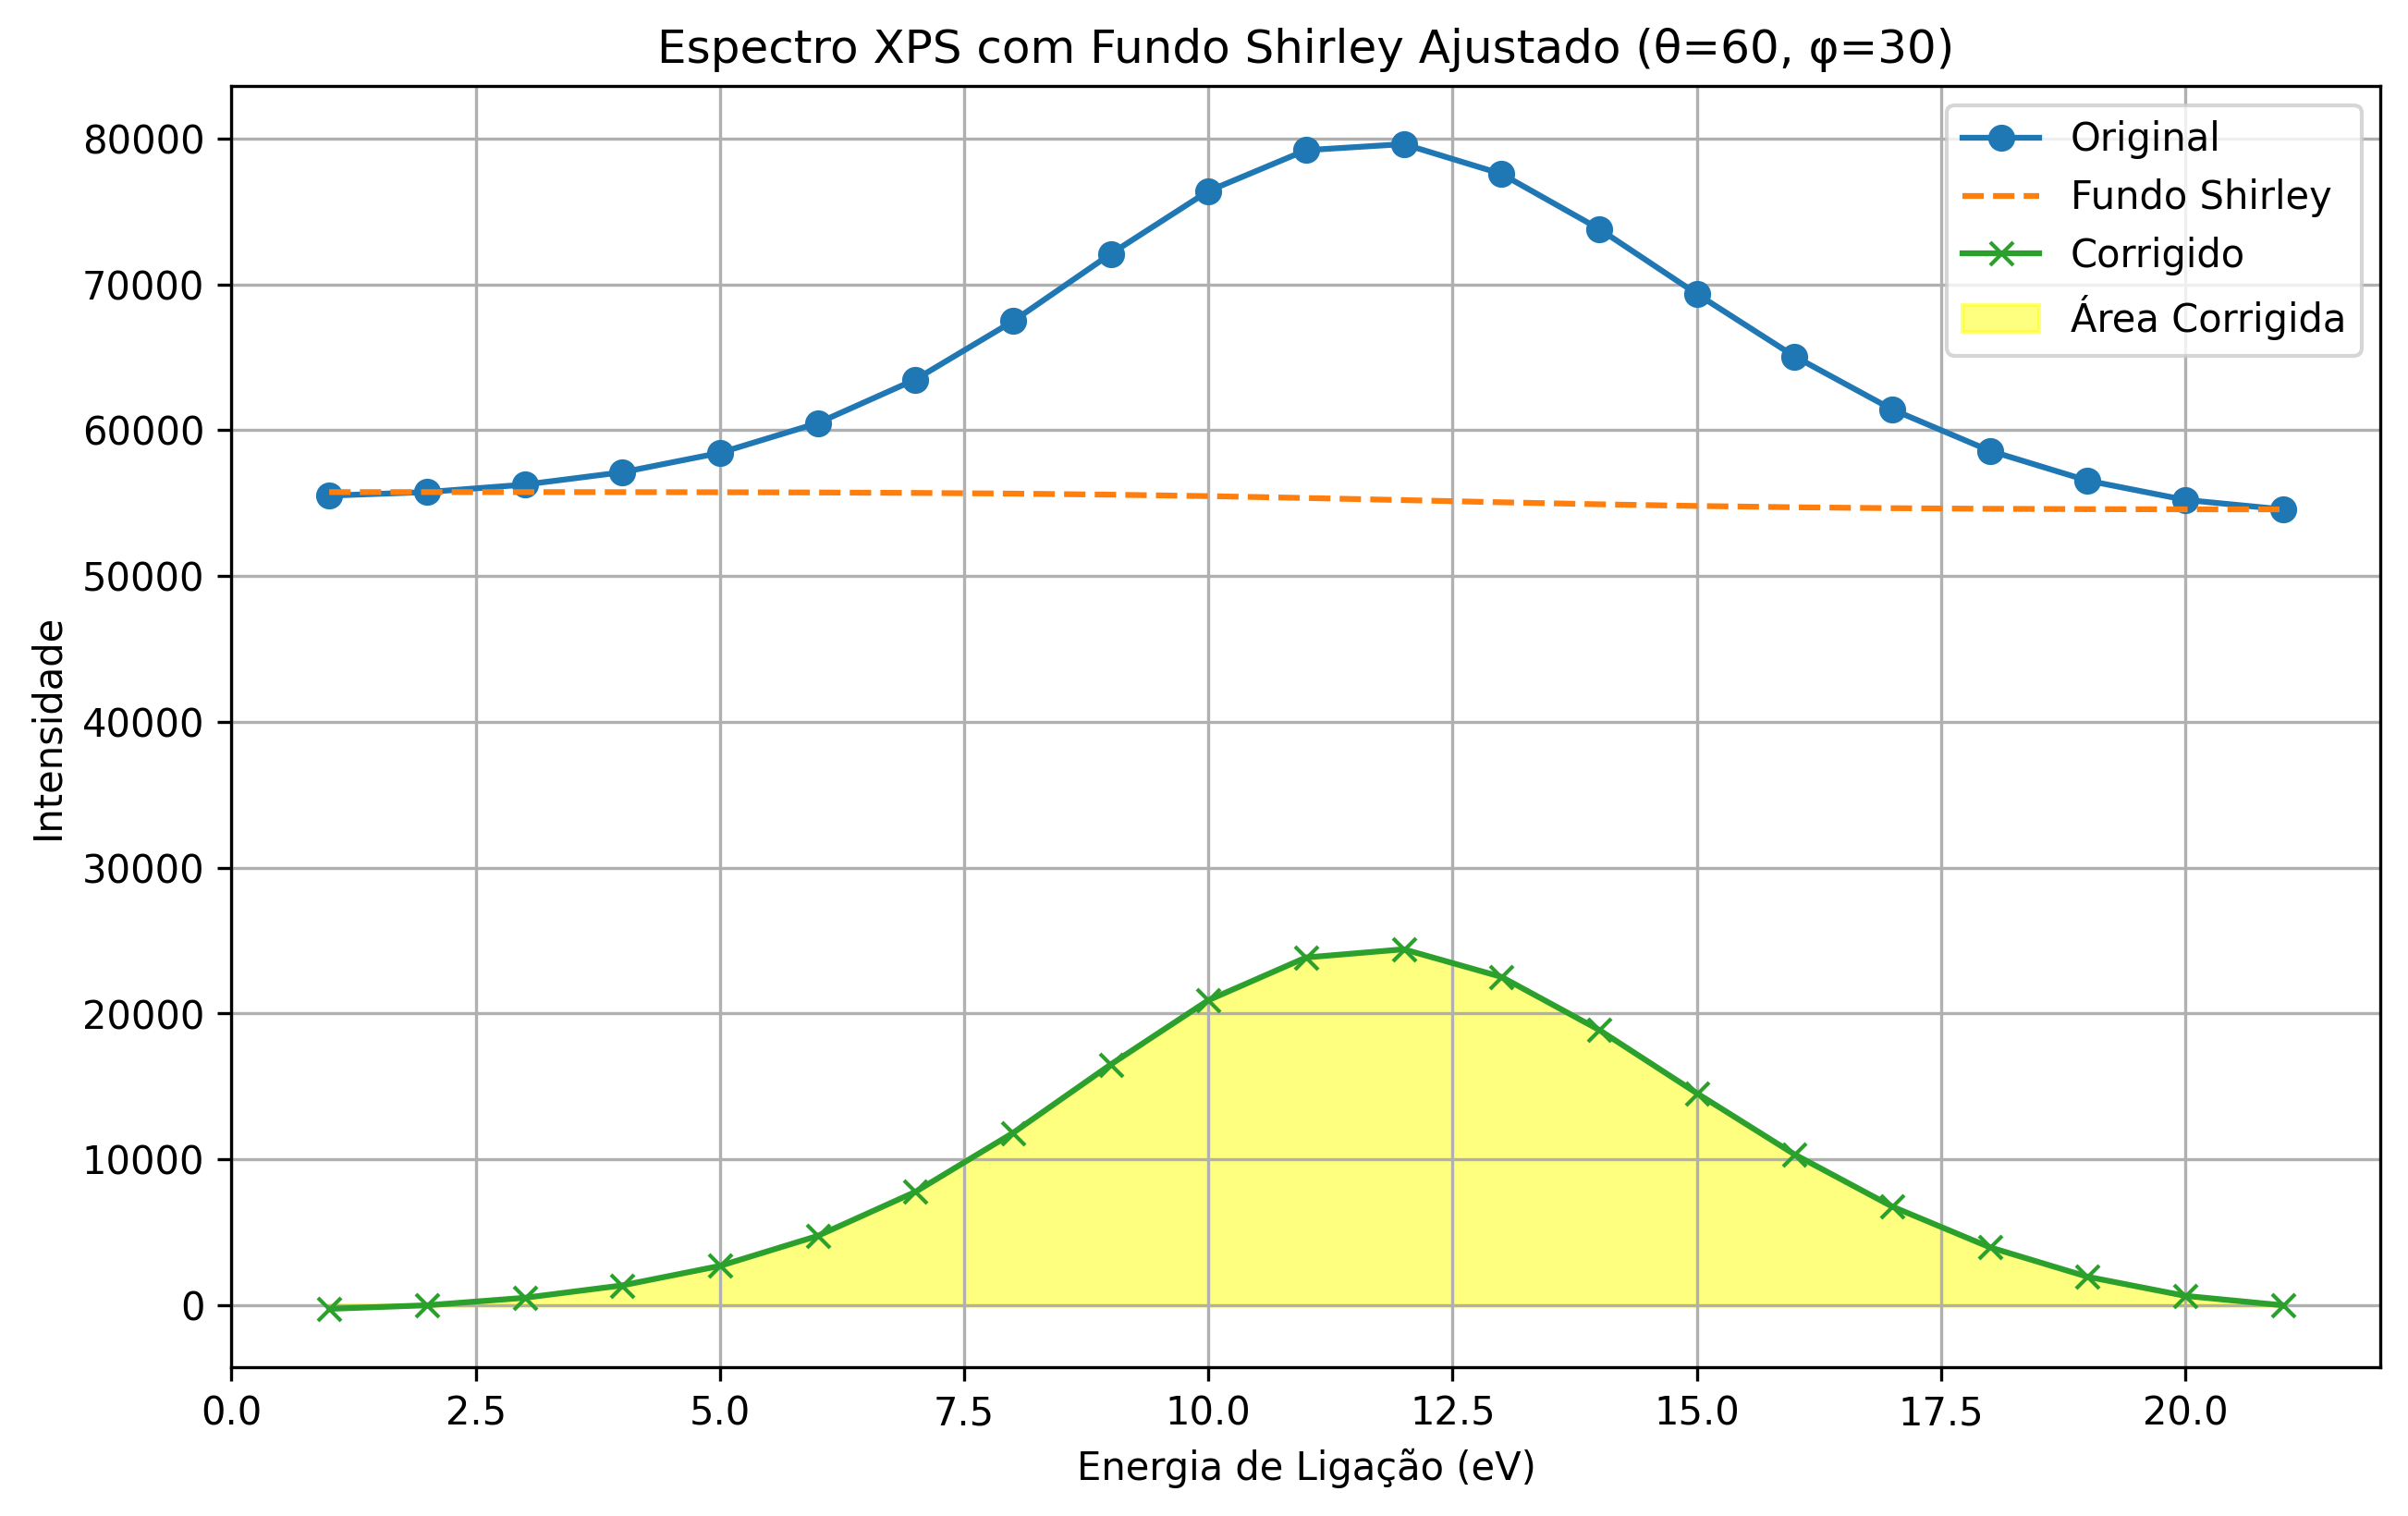 Espectro XPS com Fundo Shirley Ajustado (θ=60, φ=30)
Original
Fundo Shirley
Corrigido
Área Corrigida
80000
70000
60000
50000
40000
30000
20000
10000
0
Intensidade
0.0 2.5 5.0 7.5 10.0 12.5 15.0 17.5 20.0
Energia de Ligação (eV)